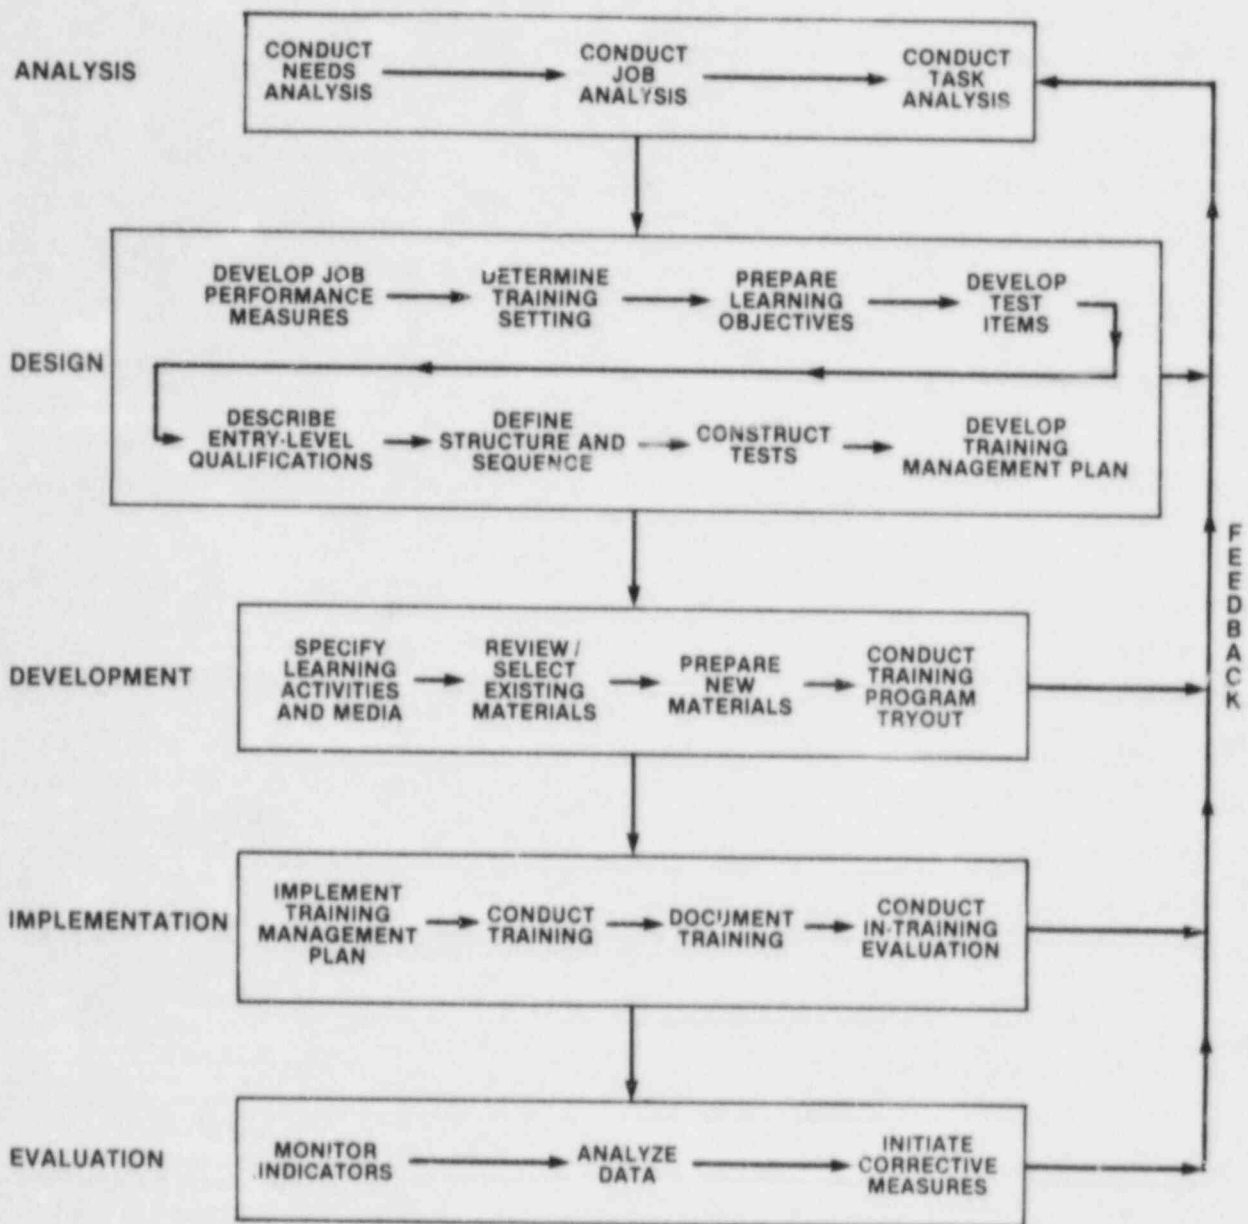 ANALYSIS
CONDUCT
NEEDS
ANALYSIS
CONDUCT
JOB
ANALYSIS
CONDUCT
TASK
ANALYSIS
DESIGN
DEVELOP JOB
PERFORMANCE
MEASURES
DETERMINE
TRAINING
SETTING
PREPARE
LEARNING
OBJECTIVES
DEVELOP
TEST
ITEMS
DESCRIBE
ENTRY-LEVEL
QUALIFICATIONS
DEFINE
STRUCTURE AND
SEQUENCE
CONSTRUCT
TESTS
DEVELOP
TRAINING
MANAGEMENT PLAN
DEVELOPMENT
SPECIFY
LEARNING
ACTIVITIES
AND MEDIA
REVIEW /
SELECT
EXISTING
MATERIALS
PREPARE
NEW
MATERIALS
CONDUCT
TRAINING
PROGRAM
TRYOUT
IMPLEMENTATION
IMPLEMENT
TRAINING
MANAGEMENT
PLAN
CONDUCT
TRAINING
DOCUMENT
TRAINING
CONDUCT
IN-TRAINING
EVALUATION
EVALUATION
MONITOR
INDICATORS
ANALYZE
DATA
INITIATE
CORRECTIVE
MEASURES
FEEDBACK